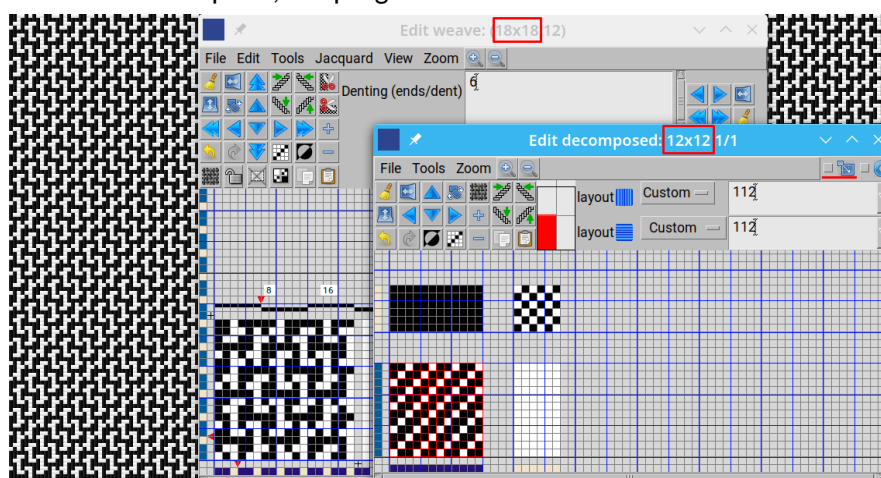 Edit weave: (18x18 12)
File Edit Tools Jacquard View Zoom
Denting (ends/dent) 6
Edit decomposed: 12x12 1/1
File Tools Zoom
layout Custom 112
layout Custom 112
8 16